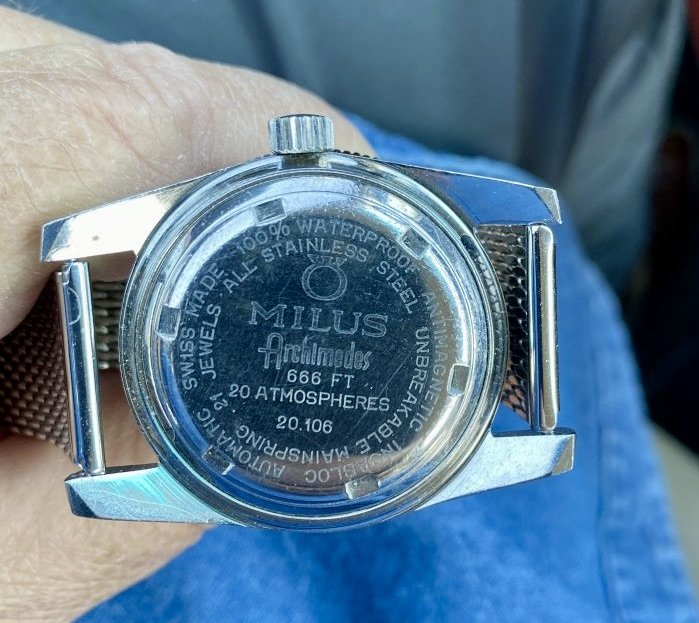 100% WATERPROOF ANTIMAGNETIC INCABLOC AUTOMATIC SWISS MADE
ALL STAINLESS STEEL UNBREAKABLE MAINSPRING 21 JEWELS
MILUS
Archimedes
666 FT
20 ATMOSPHERES
20.106